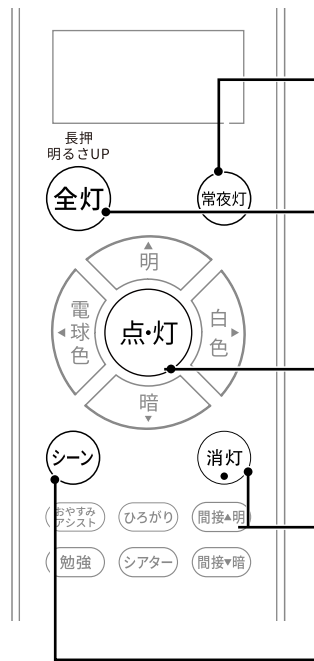 長押
明るさUP
全灯
常夜灯
明
電球色
点・灯
白色
暗
シーン
消灯
おやすみ
アシスト
ひろがり
間接▲明
勉強
シアター
間接▼暗